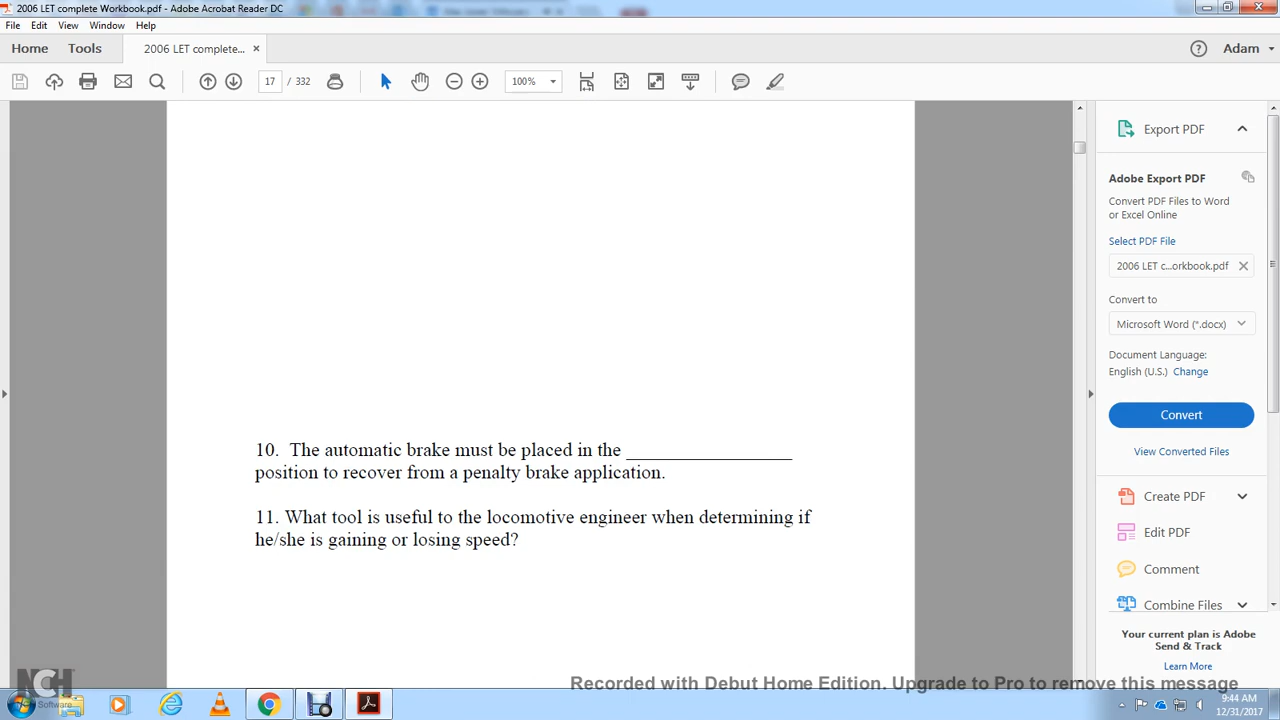 2006 LET complete Workbook.pdf - Adobe Acrobat Reader DC
File Edit View Window Help
Home Tools 2006 LET complete... × Adam
17 / 332 100%
Export PDF
Adobe Export PDF
Convert PDF Files to Word
or Excel Online
Select PDF File
2006 LET c...orkbook.pdf
Convert to
Microsoft Word (*.docx)
Document Language:
English (U.S.) Change
Convert
View Converted Files
Create PDF
Edit PDF
Comment
Combine Files
Your current plan is Adobe
Send & Track
Learn More
10. The automatic brake must be placed in the _________________
position to recover from a penalty brake application.
11. What tool is useful to the locomotive engineer when determining if
he/she is gaining or losing speed?
NCH
Software
Recorded with Debut Home Edition. Upgrade to Pro to remove this message
9:44 AM
12/31/2017